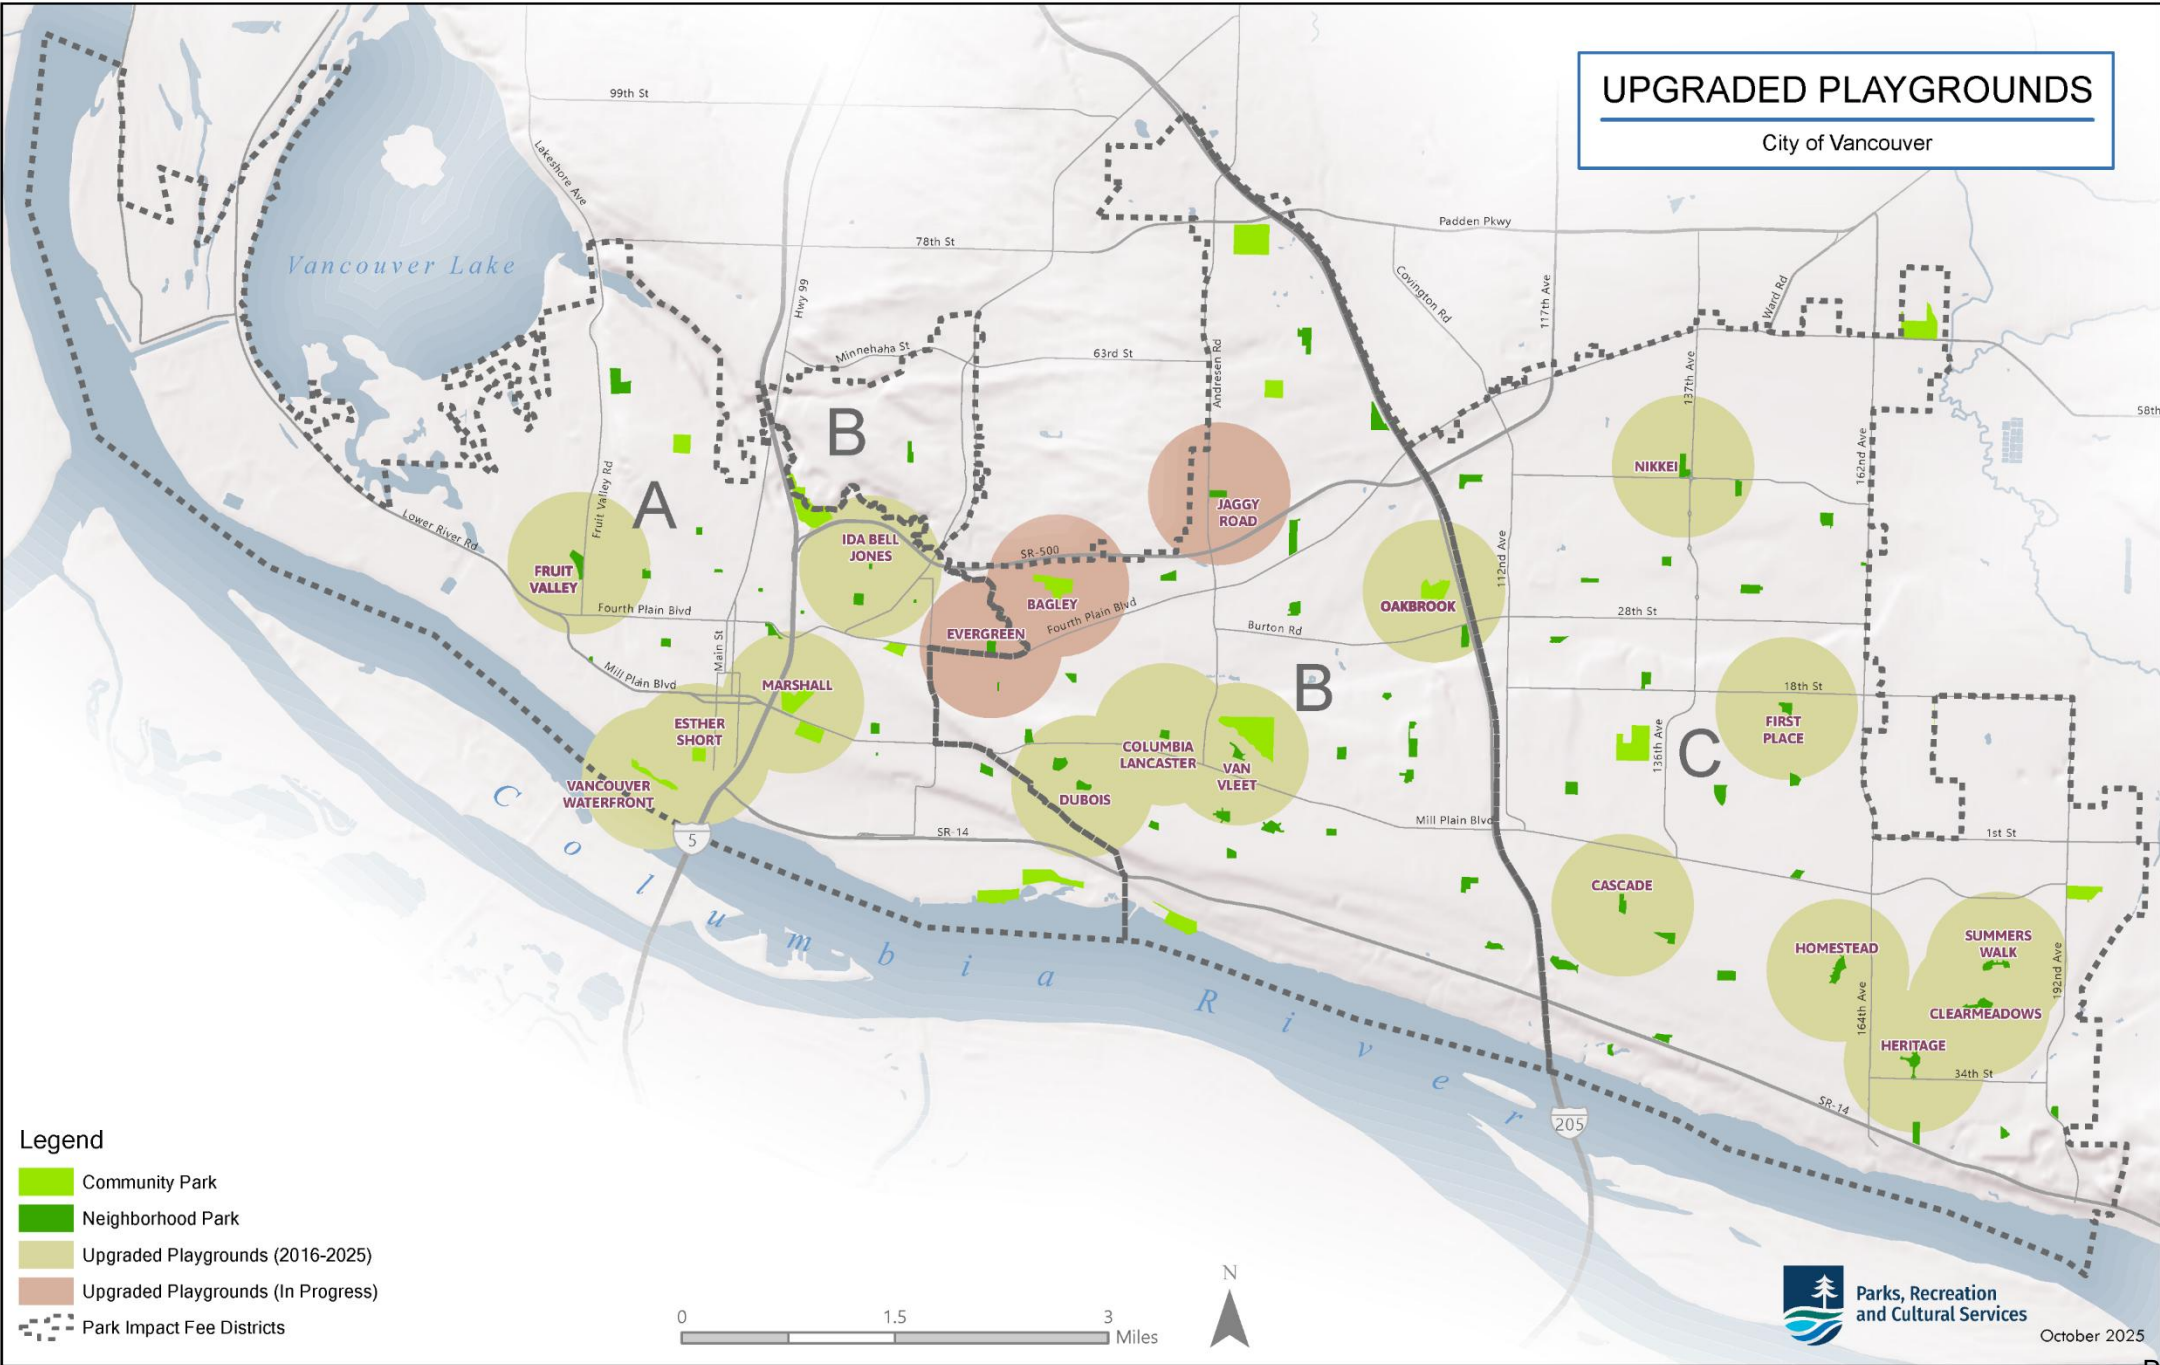 UPGRADED PLAYGROUNDS
City of Vancouver
99th St
Lakeshore Ave
Padden Pkwy
78th St
Vancouver Lake
Hwy 99
Covington Rd
117th Ave
Ward Rd
Minnehaha St
63rd St
Andresen Rd
137th Ave
58th
B
162nd Ave
NIKKEI
A
Fruit Valley Rd
Lower River Rd
JAGGY
ROAD
IDA BELL
JONES
SR-500
112nd Ave
FRUIT
VALLEY
BAGLEY
OAKBROOK
Fourth Plain Blvd
Fourth Plain Blvd
28th St
Burton Rd
EVERGREEN
Main St
Mill Plain Blvd
MARSHALL
B
18th St
ESTHER
SHORT
FIRST
PLACE
136th Ave
C
COLUMBIA
LANCASTER
VAN
VLEET
VANCOUVER
WATERFRONT
DUBOIS
Mill Plain Blvd
SR-14
1st St
5
Columbia River
CASCADE
HOMESTEAD
SUMMERS
WALK
192nd Ave
164th Ave
CLEARMEADOWS
HERITAGE
34th St
SR-14
205
Legend
Community Park
Neighborhood Park
Upgraded Playgrounds (2016-2025)
Upgraded Playgrounds (In Progress)
Park Impact Fee Districts
0 1.5 3
Miles
N
Parks, Recreation
and Cultural Services
October 2025